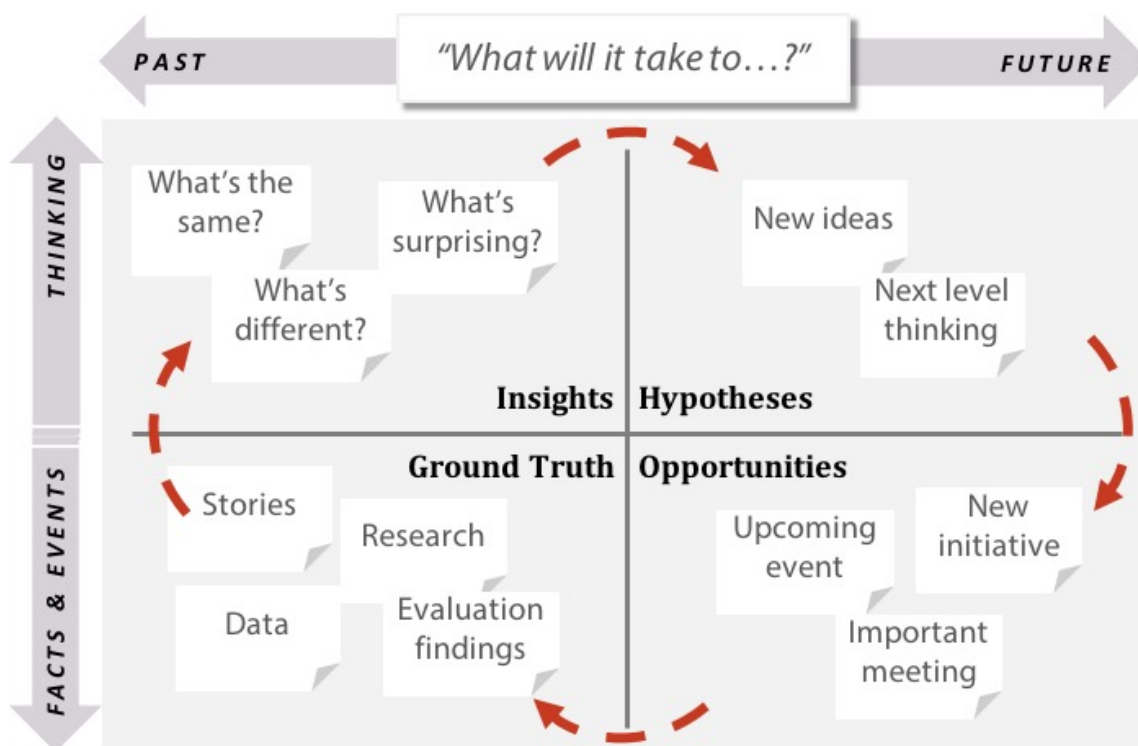 PAST
“What will it take to…?”
FUTURE
THINKING
What’s the
same?
What’s
different?
What’s
surprising?
New ideas
Next level
thinking
Insights
Hypotheses
FACTS & EVENTS
Ground Truth
Opportunities
Stories
Research
Data
Evaluation
findings
Upcoming
event
New
initiative
Important
meeting